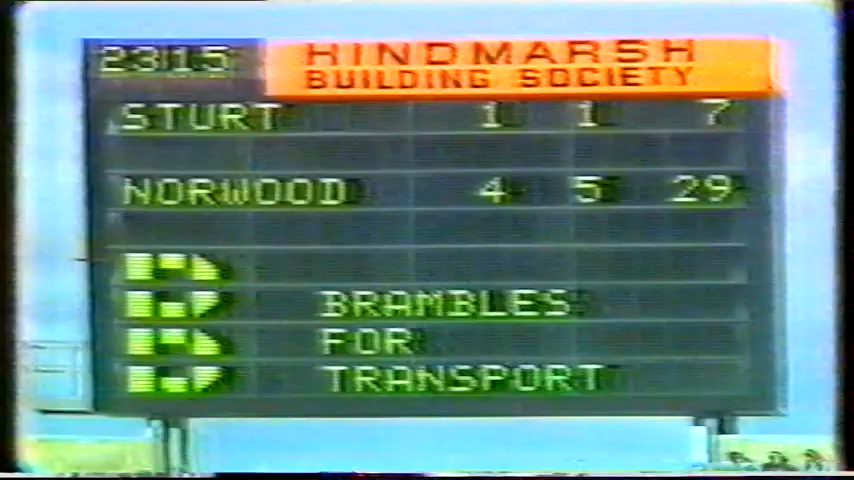 23:15 HINDMARSH
BUILDING SOCIETY
STURT 1 1 7
NORWOOD 4 5 29
BRAMBLES
FOR
TRANSPORT